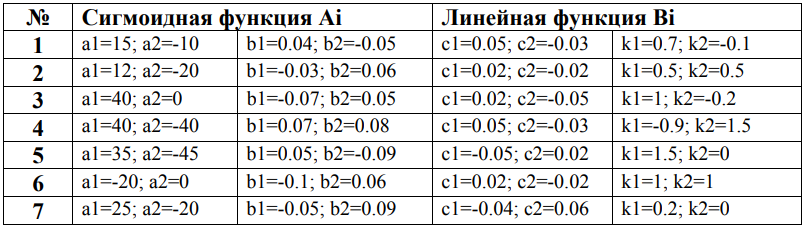 № Сигмоидная функция Ai Линейная функция Bi
1 a1=15; a2=-10 b1=0.04; b2=-0.05 c1=0.05; c2=-0.03 k1=0.7; k2=-0.1
2 a1=12; a2=-20 b1=-0.03; b2=0.06 c1=0.02; c2=-0.02 k1=0.5; k2=0.5
3 a1=40; a2=0 b1=-0.07; b2=0.05 c1=0.02; c2=-0.05 k1=1; k2=-0.2
4 a1=40; a2=-40 b1=0.07; b2=0.08 c1=0.05; c2=-0.03 k1=-0.9; k2=1.5
5 a1=35; a2=-45 b1=0.05; b2=-0.09 c1=-0.05; c2=0.02 k1=1.5; k2=0
6 a1=-20; a2=0 b1=-0.1; b2=0.06 c1=0.02; c2=-0.02 k1=1; k2=1
7 a1=25; a2=-20 b1=-0.05; b2=0.09 c1=-0.04; c2=0.06 k1=0.2; k2=0